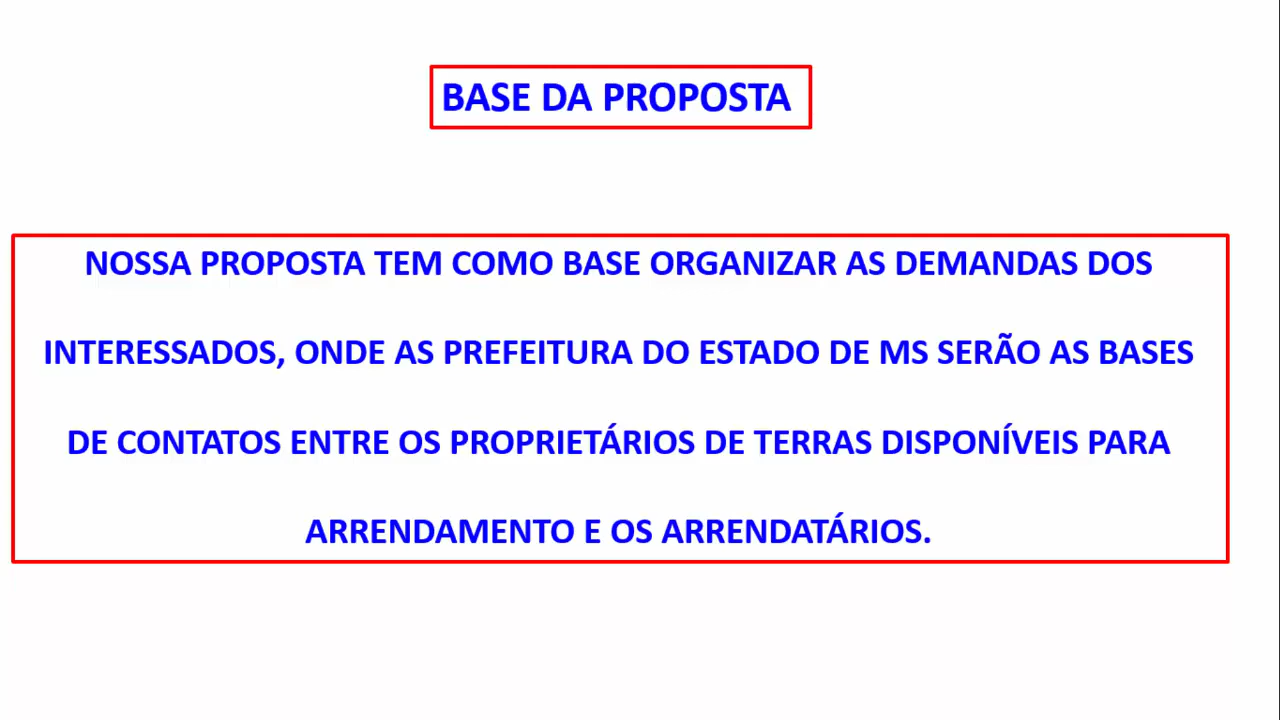 BASE DA PROPOSTA
NOSSA PROPOSTA TEM COMO BASE ORGANIZAR AS DEMANDAS DOS
INTERESSADOS, ONDE AS PREFEITURA DO ESTADO DE MS SERÃO AS BASES
DE CONTATOS ENTRE OS PROPRIETÁRIOS DE TERRAS DISPONÍVEIS PARA
ARRENDAMENTO E OS ARRENDATÁRIOS.